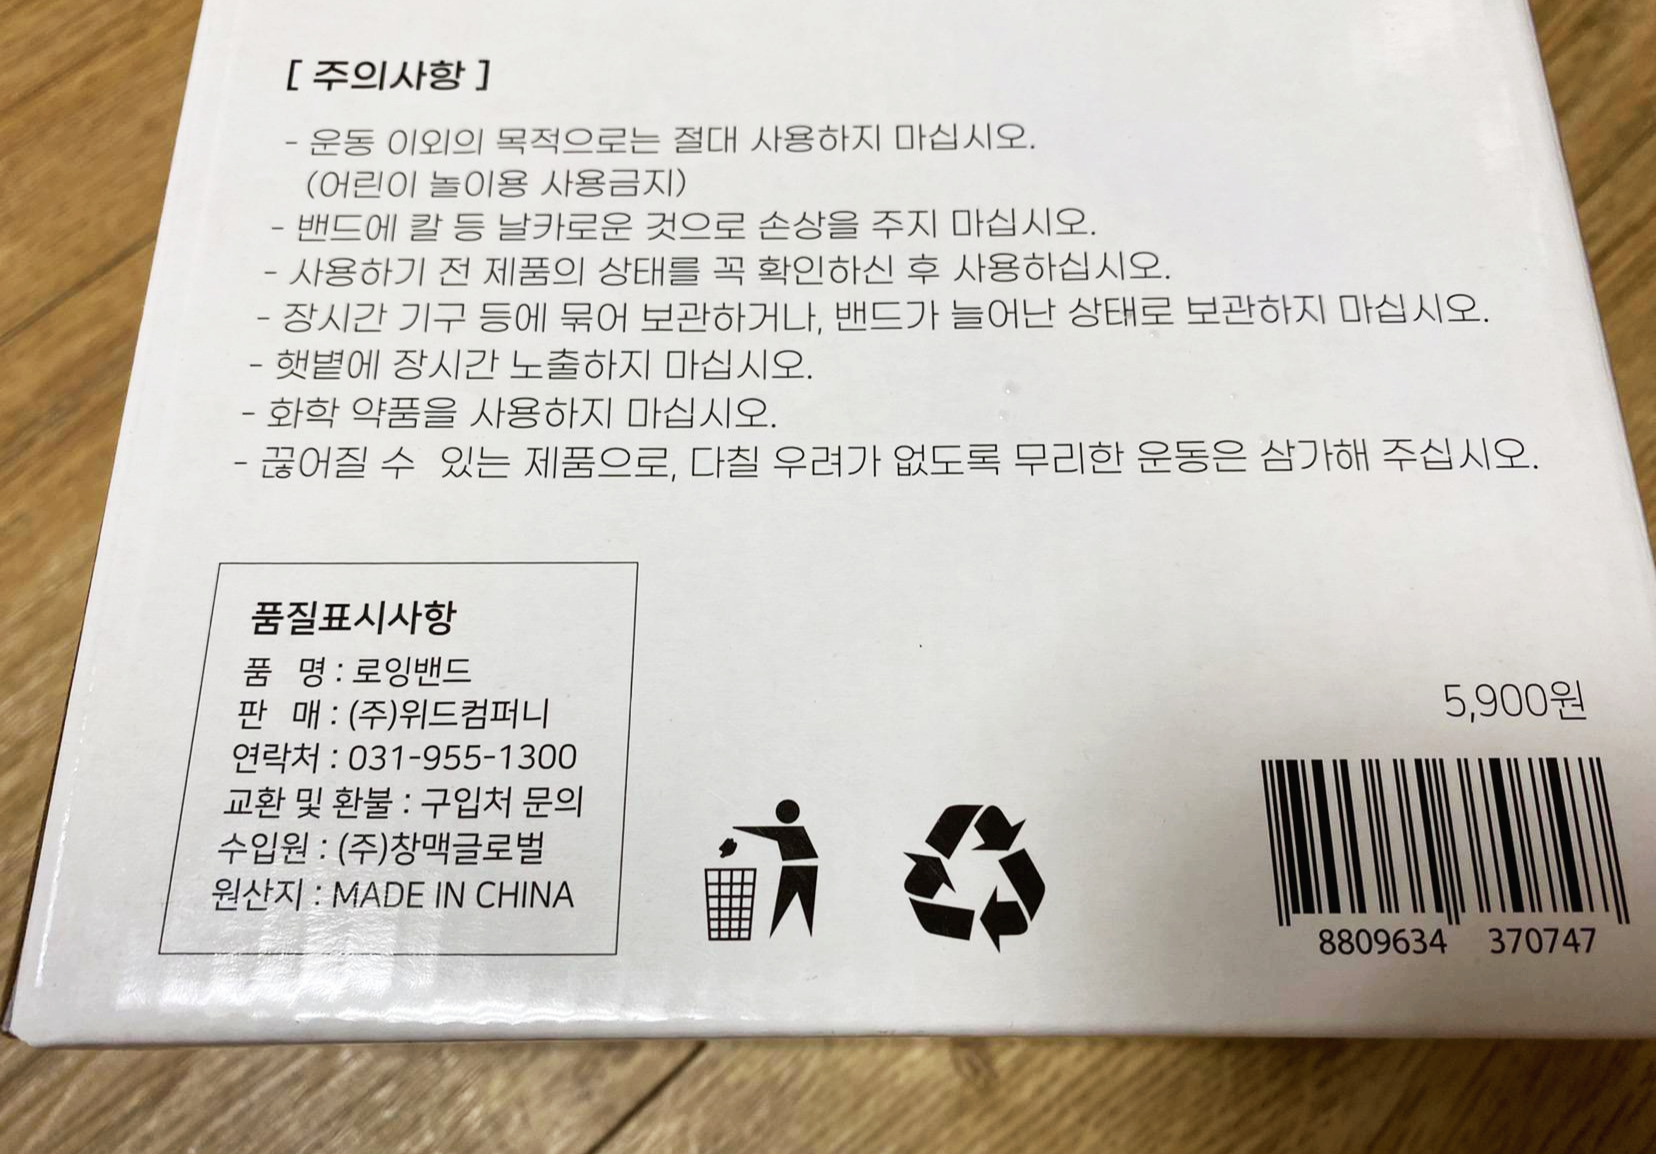 [ 주의사항 ]
- 운동 이외의 목적으로는 절대 사용하지 마십시오.
(어린이 놀이용 사용금지)
- 밴드에 칼 등 날카로운 것으로 손상을 주지 마십시오.
- 사용하기 전 제품의 상태를 꼭 확인하신 후 사용하십시오.
- 장시간 기구 등에 묶어 보관하거나, 밴드가 늘어난 상태로 보관하지 마십시오.
- 햇볕에 장시간 노출하지 마십시오.
- 화학 약품을 사용하지 마십시오.
- 끊어질 수 있는 제품으로, 다칠 우려가 없도록 무리한 운동은 삼가해 주십시오.
품질표시사항
품 명 : 로잉밴드
판 매 : (주)위드컴퍼니
연락처 : 031-955-1300
교환 및 환불 : 구입처 문의
수입원 : (주)창맥글로벌
원산지 : MADE IN CHINA
5,900원
8809634 370747